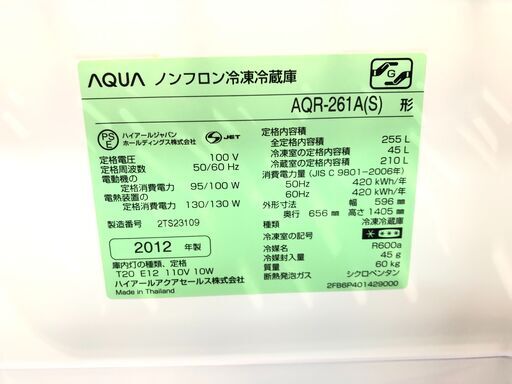 AQUA ノンフロン冷凍冷蔵庫
G
AQR-261A(S) 形
PS
E
ハイアールジャパン
ホールディングス株式会社
JET
定格電圧 100 V
定格周波数 50/60 Hz
電動機の
定格消費電力 95/100 W
電熱装置の
定格消費電力 130/130 W
製造番号 2TS23109
2012 年製
庫内灯の種類、定格
T20 E12 110V 10W
ハイアールアクアセールス株式会社
Made in Thailand
定格内容積
全定格内容積 255 L
冷凍室の定格内容積 45 L
冷蔵室の定格内容積 210 L
消費電力量 (JIS C 9801-2006年)
50Hz 420 kWh/年
60Hz 420 kWh/年
外形寸法 幅 596 mm
奥行 656 mm 高さ 1405 mm
種類 冷凍冷蔵庫
冷凍室の記号
冷媒名 R600a
冷媒封入量 45 g
質量 60 kg
断熱発泡ガス シクロペンタン
2FB6P401429000